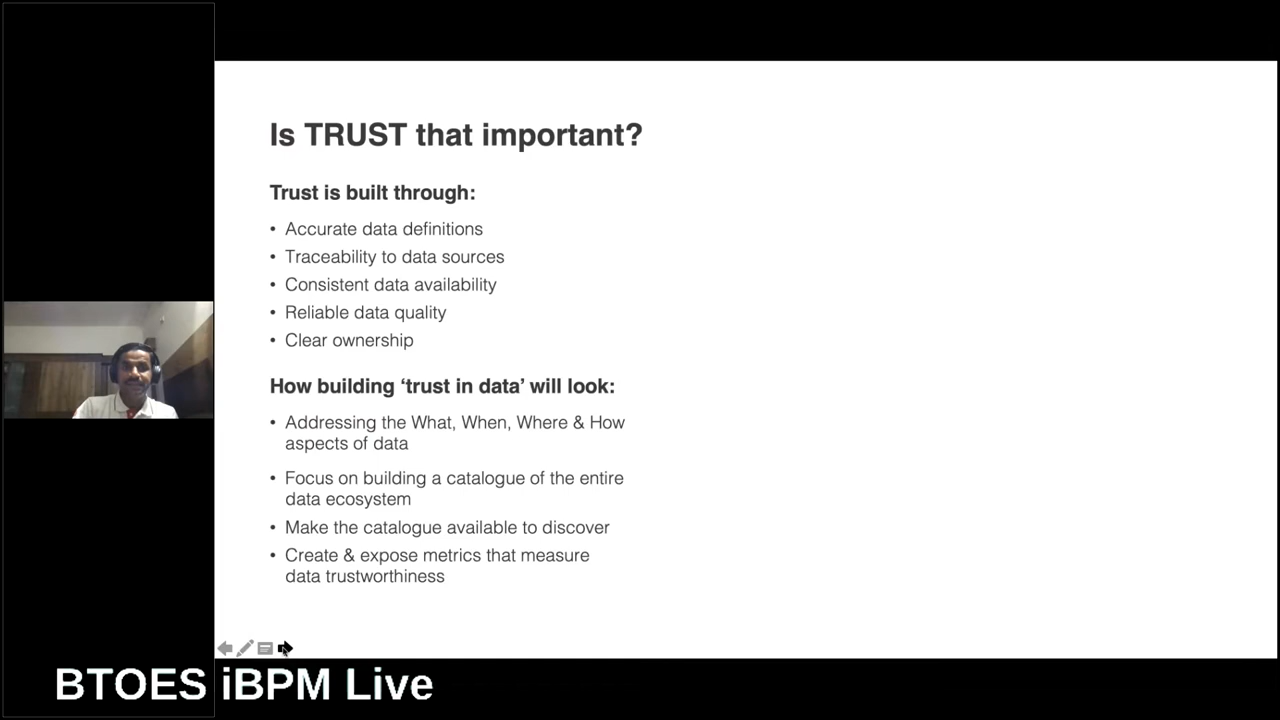 Is TRUST that important?
Trust is built through:
• Accurate data definitions
• Traceability to data sources
• Consistent data availability
• Reliable data quality
• Clear ownership
How building ‘trust in data’ will look:
• Addressing the What, When, Where & How
aspects of data
• Focus on building a catalogue of the entire
data ecosystem
• Make the catalogue available to discover
• Create & expose metrics that measure
data trustworthiness
BTOES iBPM Live